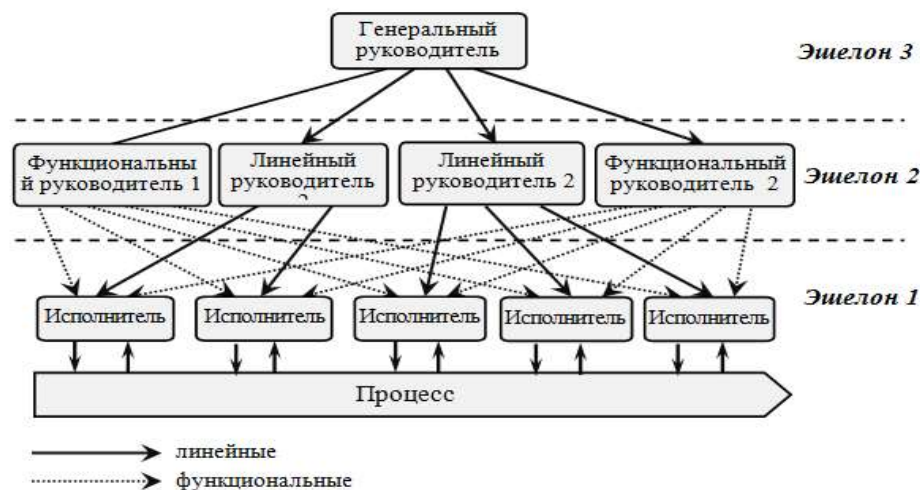 Генеральный
руководитель
Эшелон 3
Функциональны
й руководитель 1
Линейный
руководитель
Линейный
руководитель 2
Функциональный
руководитель 2
Эшелон 2
Исполнитель
Исполнитель
Исполнитель
Исполнитель
Исполнитель
Эшелон 1
Процесс
линейные
функциональные